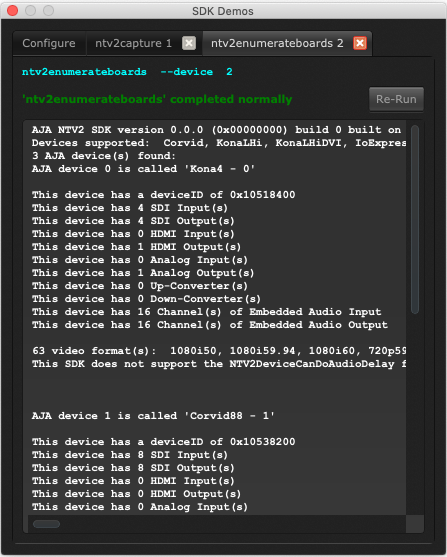 SDK Demos
Configure
ntv2capture 1
ntv2enumerateboards 2
ntv2enumerateboards --device 2
'ntv2enumerateboards' completed normally
Re-Run
AJA NTV2 SDK version 0.0.0 (0x00000000) build 0 built on
Devices supported: Corvid, KonaLHi, KonaLHiDVI, IoExpres
3 AJA device(s) found:
AJA device 0 is called 'Kona4 - 0'
This device has a deviceID of 0x10518400
This device has 4 SDI Input(s)
This device has 4 SDI Output(s)
This device has 0 HDMI Input(s)
This device has 1 HDMI Output(s)
This device has 0 Analog Input(s)
This device has 1 Analog Output(s)
This device has 0 Up-Converter(s)
This device has 0 Down-Converter(s)
This device has 16 Channel(s) of Embedded Audio Input
This device has 16 Channel(s) of Embedded Audio Output
63 video format(s): 1080i50, 1080i59.94, 1080i60, 720p59
This SDK does not support the NTV2DeviceCanDoAudioDelay f
AJA device 1 is called 'Corvid88 - 1'
This device has a deviceID of 0x10538200
This device has 8 SDI Input(s)
This device has 8 SDI Output(s)
This device has 0 HDMI Input(s)
This device has 0 HDMI Output(s)
This device has 0 Analog Input(s)